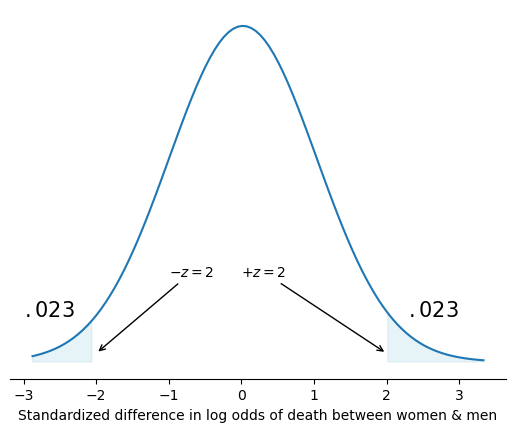 −z = 2 +z = 2
.023 .023
−3 −2 −1 0 1 2 3
Standardized difference in log odds of death between women & men